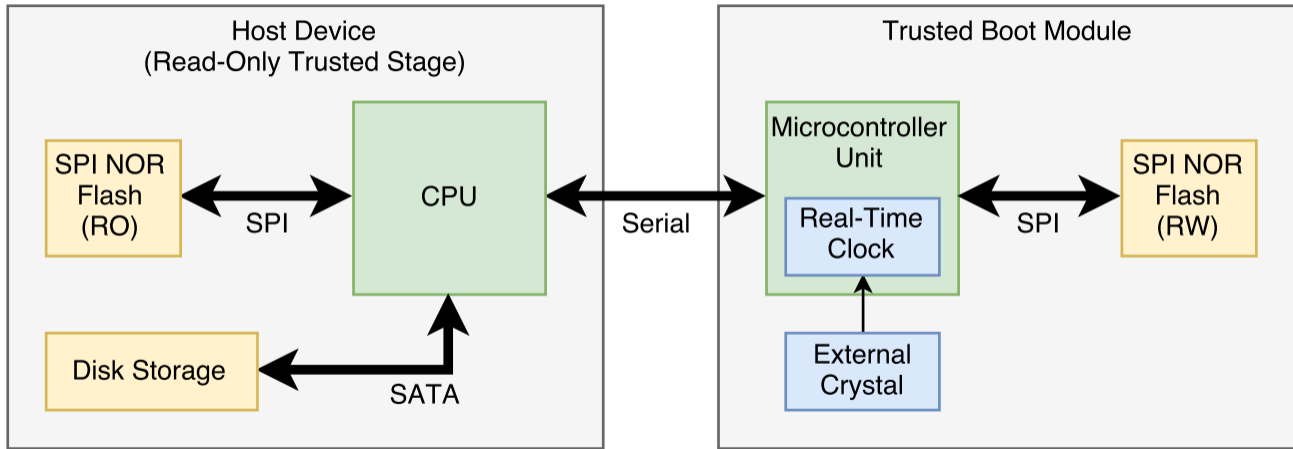 Host Device
(Read-Only Trusted Stage)
SPI NOR
Flash
(RO)
SPI
CPU
Disk Storage
SATA
Serial
Trusted Boot Module
Microcontroller
Unit
Real-Time
Clock
External
Crystal
SPI
SPI NOR
Flash
(RW)